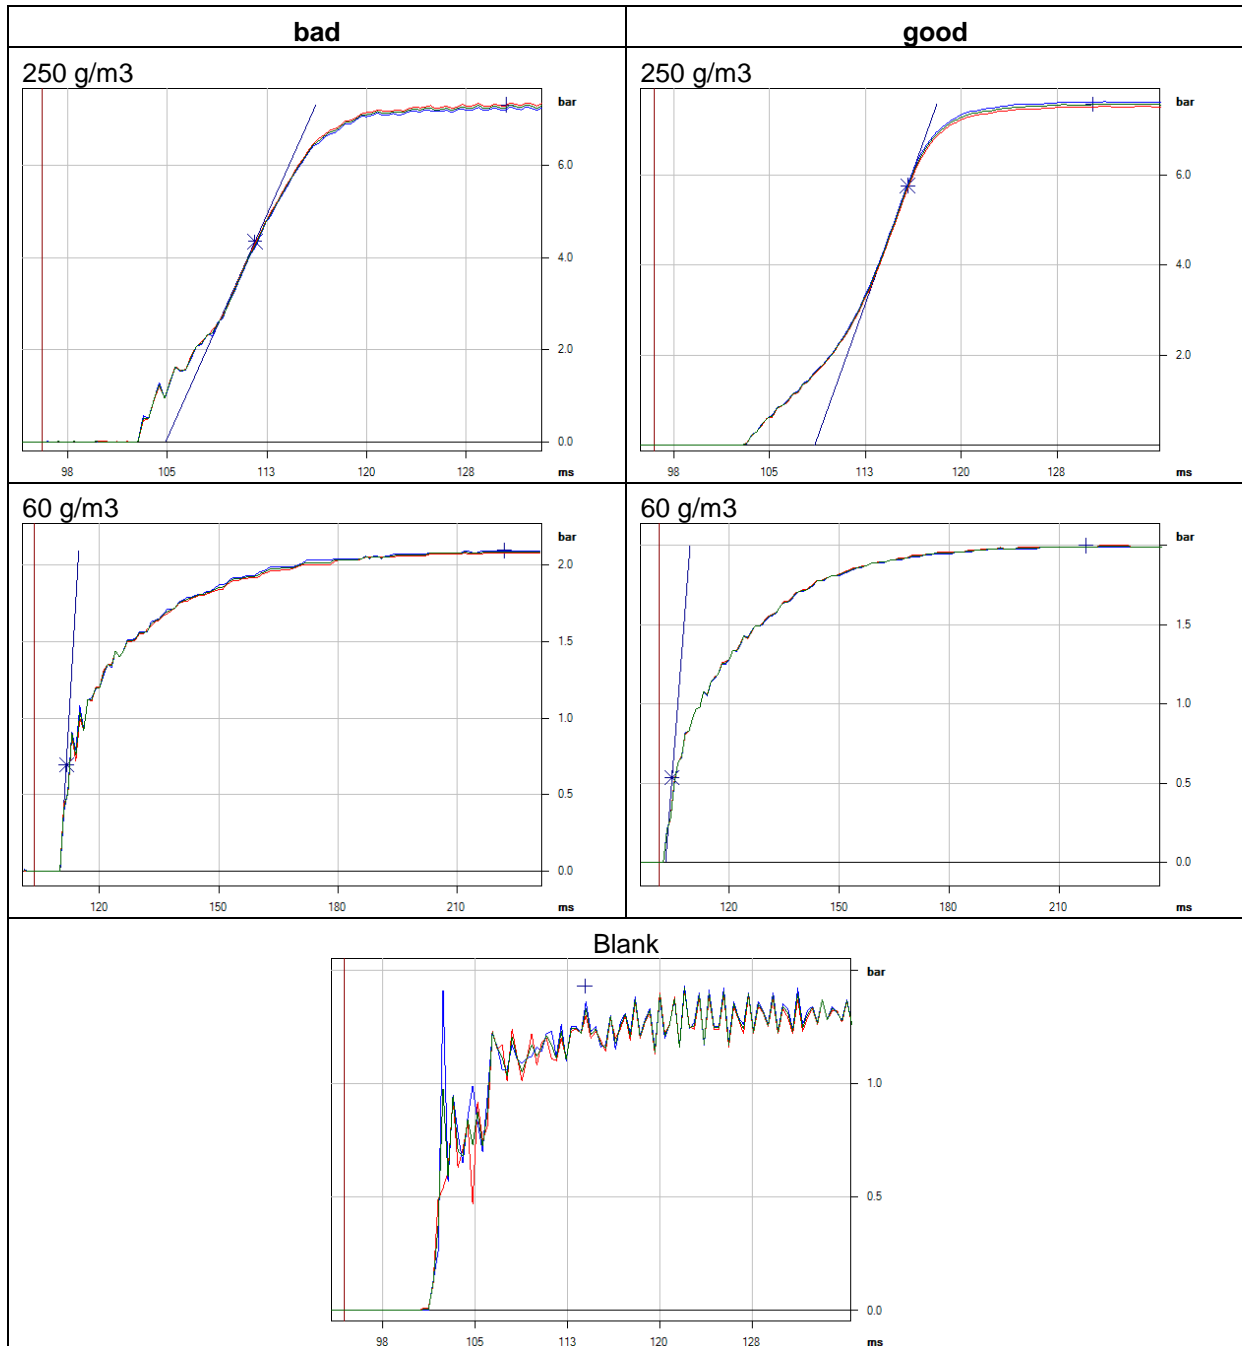 bad good
250 g/m3 250 g/m3
bar bar
6.0 6.0
4.0 4.0
2.0 2.0
0.0
98 105 113 120 128 ms 98 105 113 120 128 ms
60 g/m3 60 g/m3
bar bar
2.0
1.5 1.5
1.0 1.0
0.5 0.5
0.0 0.0
120 150 180 210 ms 120 150 180 210 ms
Blank
bar
1.0
0.5
0.0
98 105 113 120 128 ms